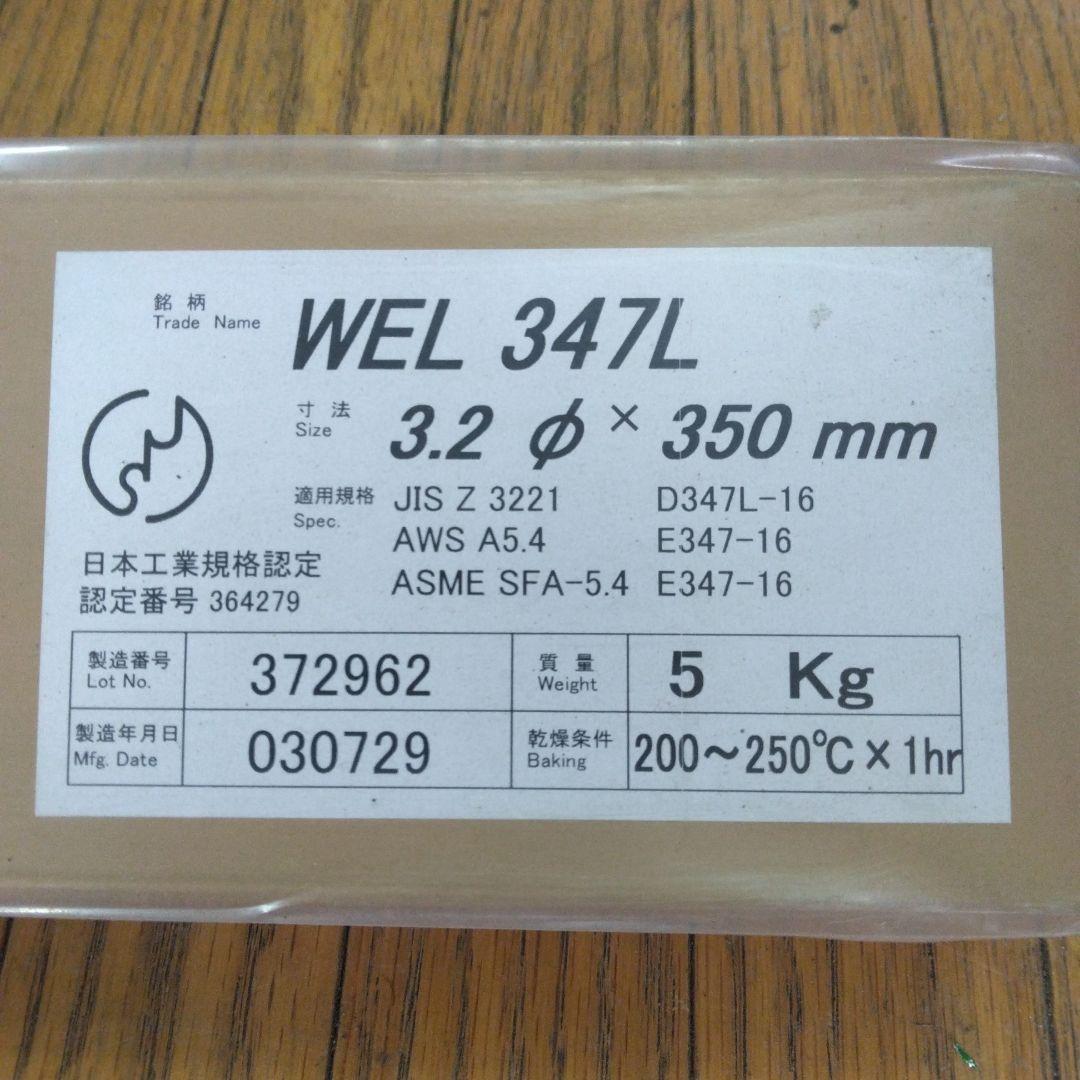 銘柄 WEL 347L
Trade Name
寸法 3.2 φ × 350 mm
Size
適用規格 JIS Z 3221 D347L-16
Spec.
AWS A5.4 E347-16
ASME SFA-5.4 E347-16
日本工業規格認定
認定番号 364279
製造番号 372962 質量 5 Kg
Lot No. Weight
製造年月日 030729 乾燥条件 200～250℃×1hr
Mfg. Date Baking